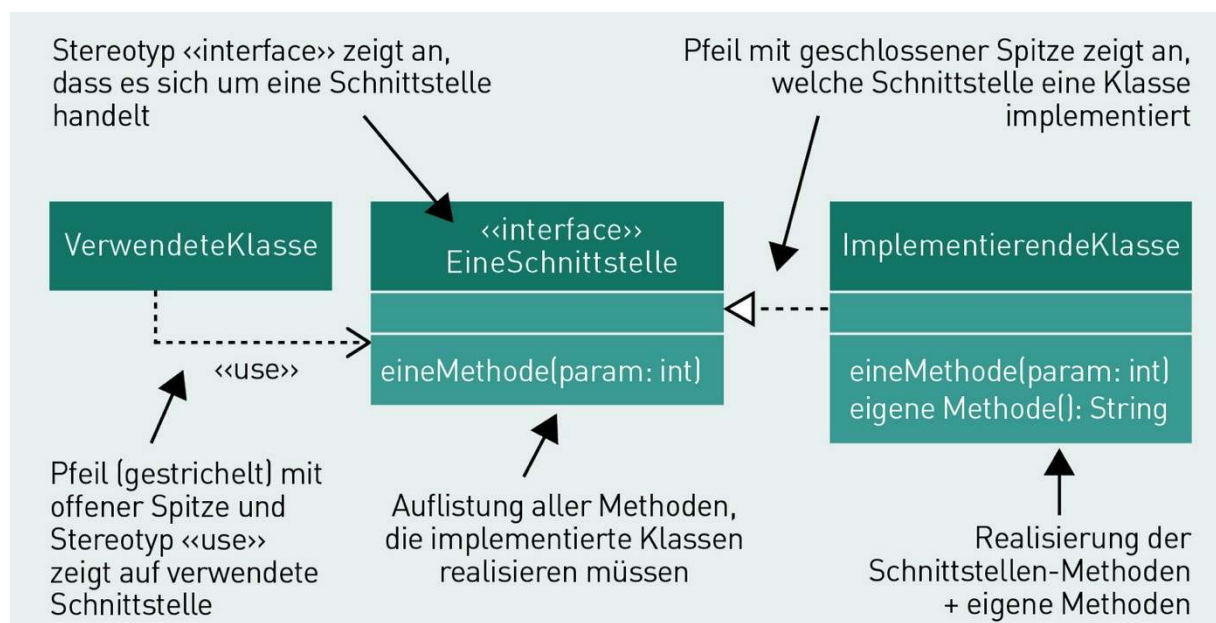 Stereotyp ‹‹interface›› zeigt an,
dass es sich um eine Schnittstelle
handelt
Pfeil mit geschlossener Spitze zeigt an,
welche Schnittstelle eine Klasse
implementiert
VerwendeteKlasse
‹‹interface››
EineSchnittstelle
ImplementierendeKlasse
‹‹use››
eineMethode(param: int)
eineMethode(param: int)
eigene Methode(): String
Pfeil (gestrichelt) mit
offener Spitze und
Stereotyp ‹‹use››
zeigt auf verwendete
Schnittstelle
Auflistung aller Methoden,
die implementierte Klassen
realisieren müssen
Realisierung der
Schnittstellen-Methoden
+ eigene Methoden